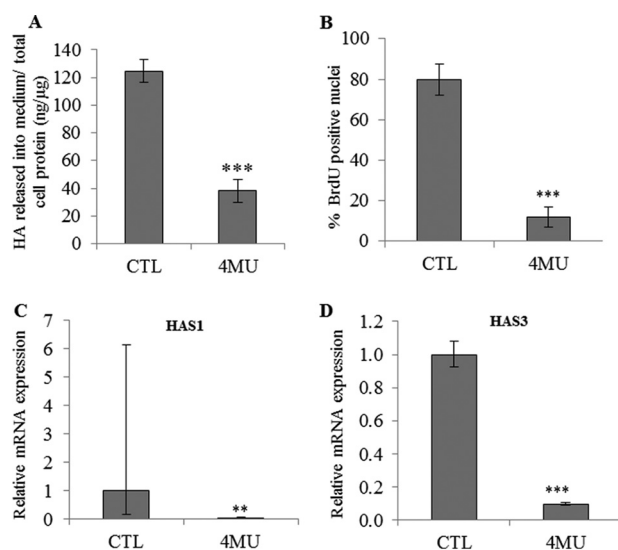 A
HA released into medium/ total
cell protein (ng/µg)
140
120
100
80
60
40
20
0
***
CTL 4MU
B
% BrdU positive nuclei
100
80
60
40
20
0
***
CTL 4MU
C
HAS1
Relative mRNA expression
7
6
5
4
3
2
1
0
**
CTL 4MU
D
HAS3
Relative mRNA expression
1.2
1.0
0.8
0.6
0.4
0.2
0.0
***
CTL 4MU